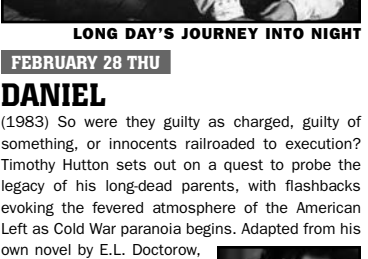 LONG DAY'S JOURNEY INTO NIGHT
FEBRUARY 28 THU
DANIEL
(1983) So were they guilty as charged, guilty of
something, or innocents railroaded to execution?
Timothy Hutton sets out on a quest to probe the
legacy of his long-dead parents, with flashbacks
evoking the fevered atmosphere of the American
Left as Cold War paranoia begins. Adapted from his
own novel by E.L. Doctorow,